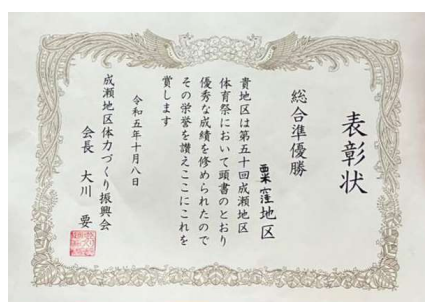 表彰状
総合準優勝
栗窪地区
貴地区は第五十回成瀬地区
体育祭において頭書のとおり
優秀な成績を修められたので
その栄誉を讃えここにこれを
賞します
令和五年十月八日
成瀬地区体力づくり振興会
会長 大川 要